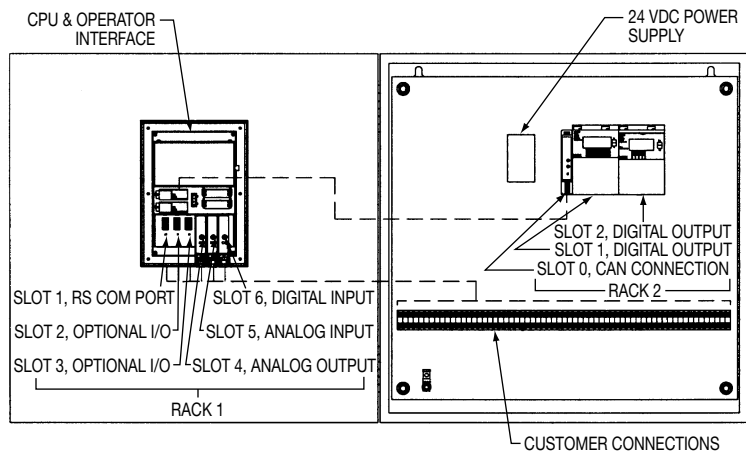 CPU & OPERATOR
INTERFACE
24 VDC POWER
SUPPLY
SLOT 2, DIGITAL OUTPUT
SLOT 1, DIGITAL OUTPUT
SLOT 0, CAN CONNECTION
RACK 2
SLOT 1, RS COM PORT
SLOT 6, DIGITAL INPUT
SLOT 2, OPTIONAL I/O
SLOT 5, ANALOG INPUT
SLOT 3, OPTIONAL I/O
SLOT 4, ANALOG OUTPUT
RACK 1
CUSTOMER CONNECTIONS